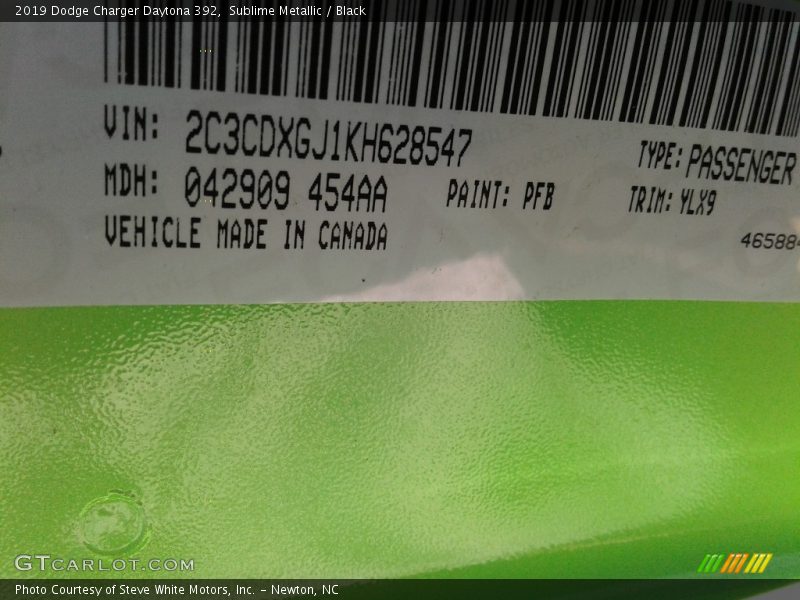 2019 Dodge Charger Daytona 392, Sublime Metallic / Black
VIN: 2C3CDXGJ1KH628547
TYPE: PASSENGER
MDH: 042909 454AA
PAINT: PFB
TRIM: YLX9
VEHICLE MADE IN CANADA
GTCARLOT.COM
Photo Courtesy of Steve White Motors, Inc. – Newton, NC